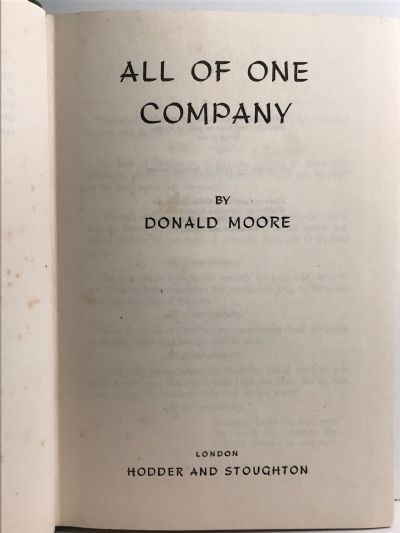 ALL OF ONE
COMPANY
BY
DONALD MOORE
LONDON
HODDER AND STOUGHTON